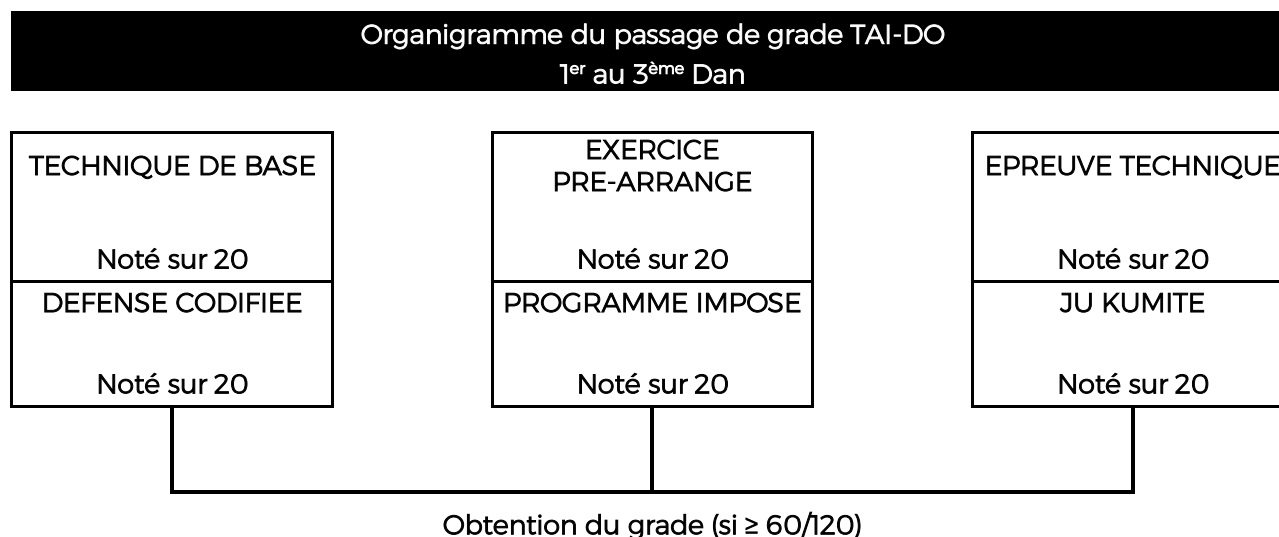 Organigramme du passage de grade TAI-DO
1er au 3ème Dan
TECHNIQUE DE BASE
Noté sur 20
DEFENSE CODIFIEE
Noté sur 20
EXERCICE
PRE-ARRANGE
Noté sur 20
PROGRAMME IMPOSE
Noté sur 20
EPREUVE TECHNIQUE
Noté sur 20
JU KUMITE
Noté sur 20
Obtention du grade (si ≥ 60/120)